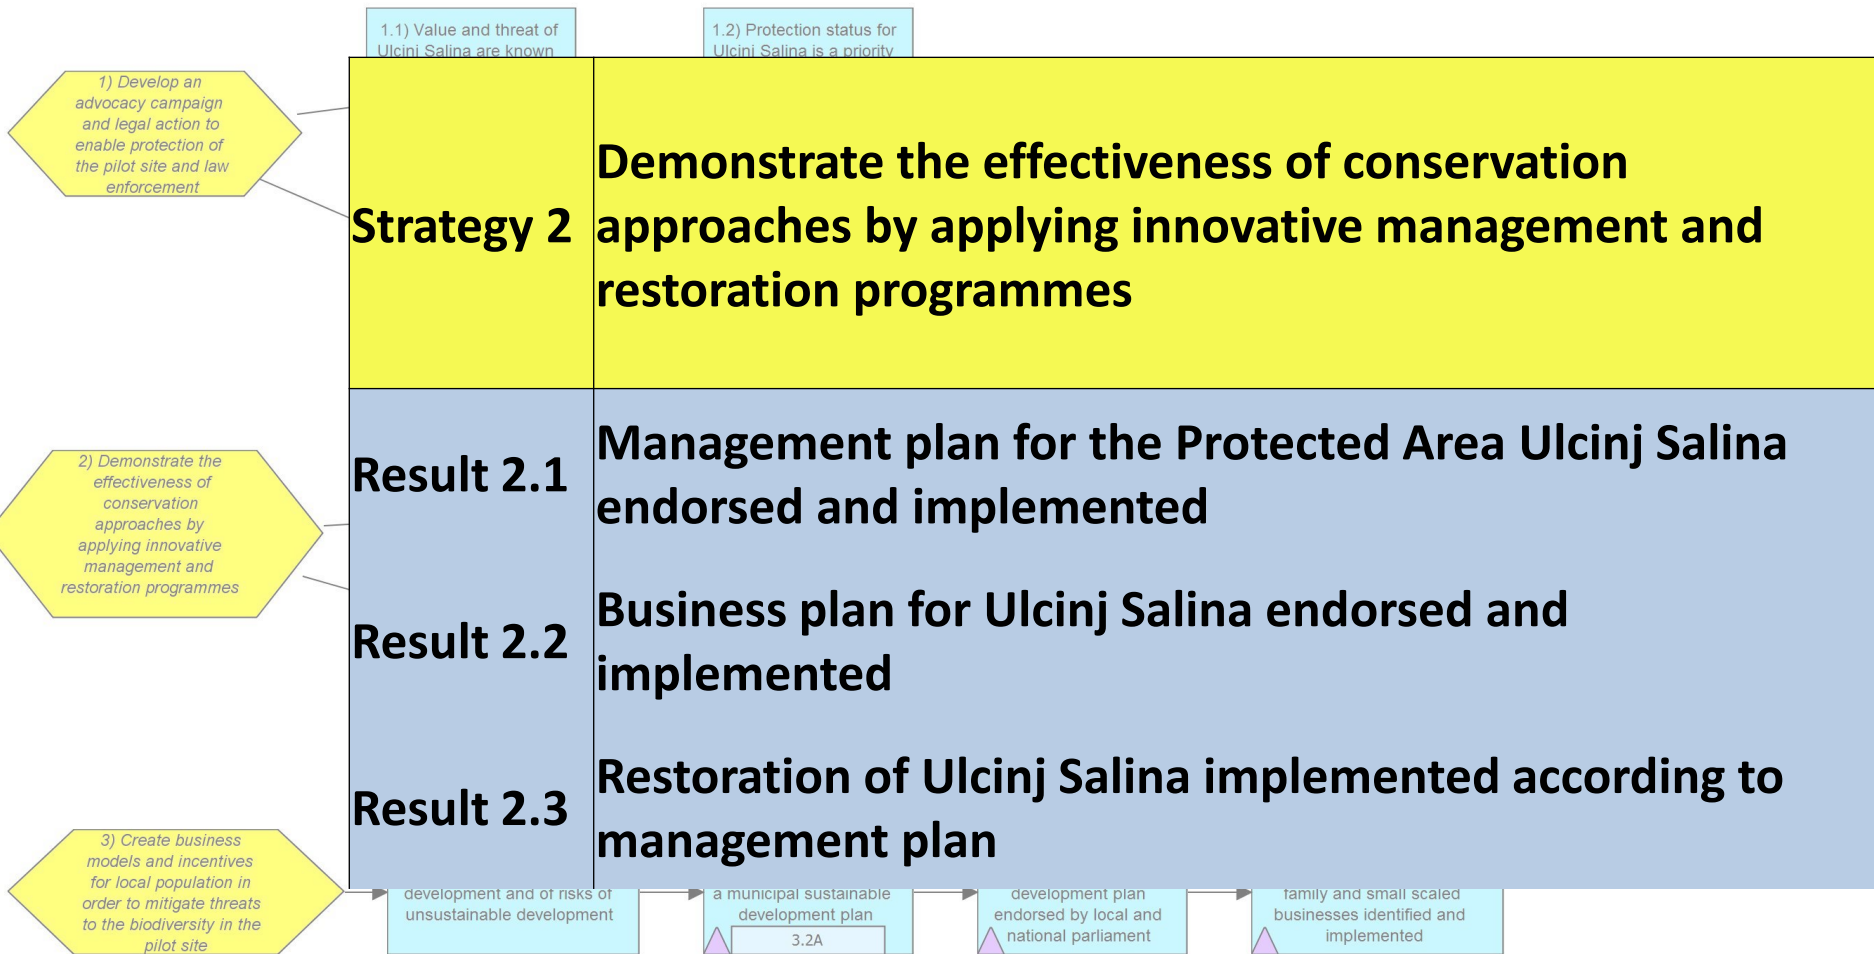 1.1) Value and threat of
Ulcinj Salina are known
1.2) Protection status for
Ulcinj Salina is a priority
1) Develop an
advocacy campaign
and legal action to
enable protection of
the pilot site and law
enforcement
Strategy 2
Demonstrate the effectiveness of conservation
approaches by applying innovative management and
restoration programmes
2) Demonstrate the
effectiveness of
conservation
approaches by
applying innovative
management and
restoration programmes
Result 2.1
Management plan for the Protected Area Ulcinj Salina
endorsed and implemented
Result 2.2
Business plan for Ulcinj Salina endorsed and
implemented
Result 2.3
Restoration of Ulcinj Salina implemented according to
management plan
3) Create business
models and incentives
for local population in
order to mitigate threats
to the biodiversity in the
pilot site
development and of risks of
unsustainable development
a municipal sustainable
development plan
3.2A
development plan
endorsed by local and
national parliament
family and small scaled
businesses identified and
implemented